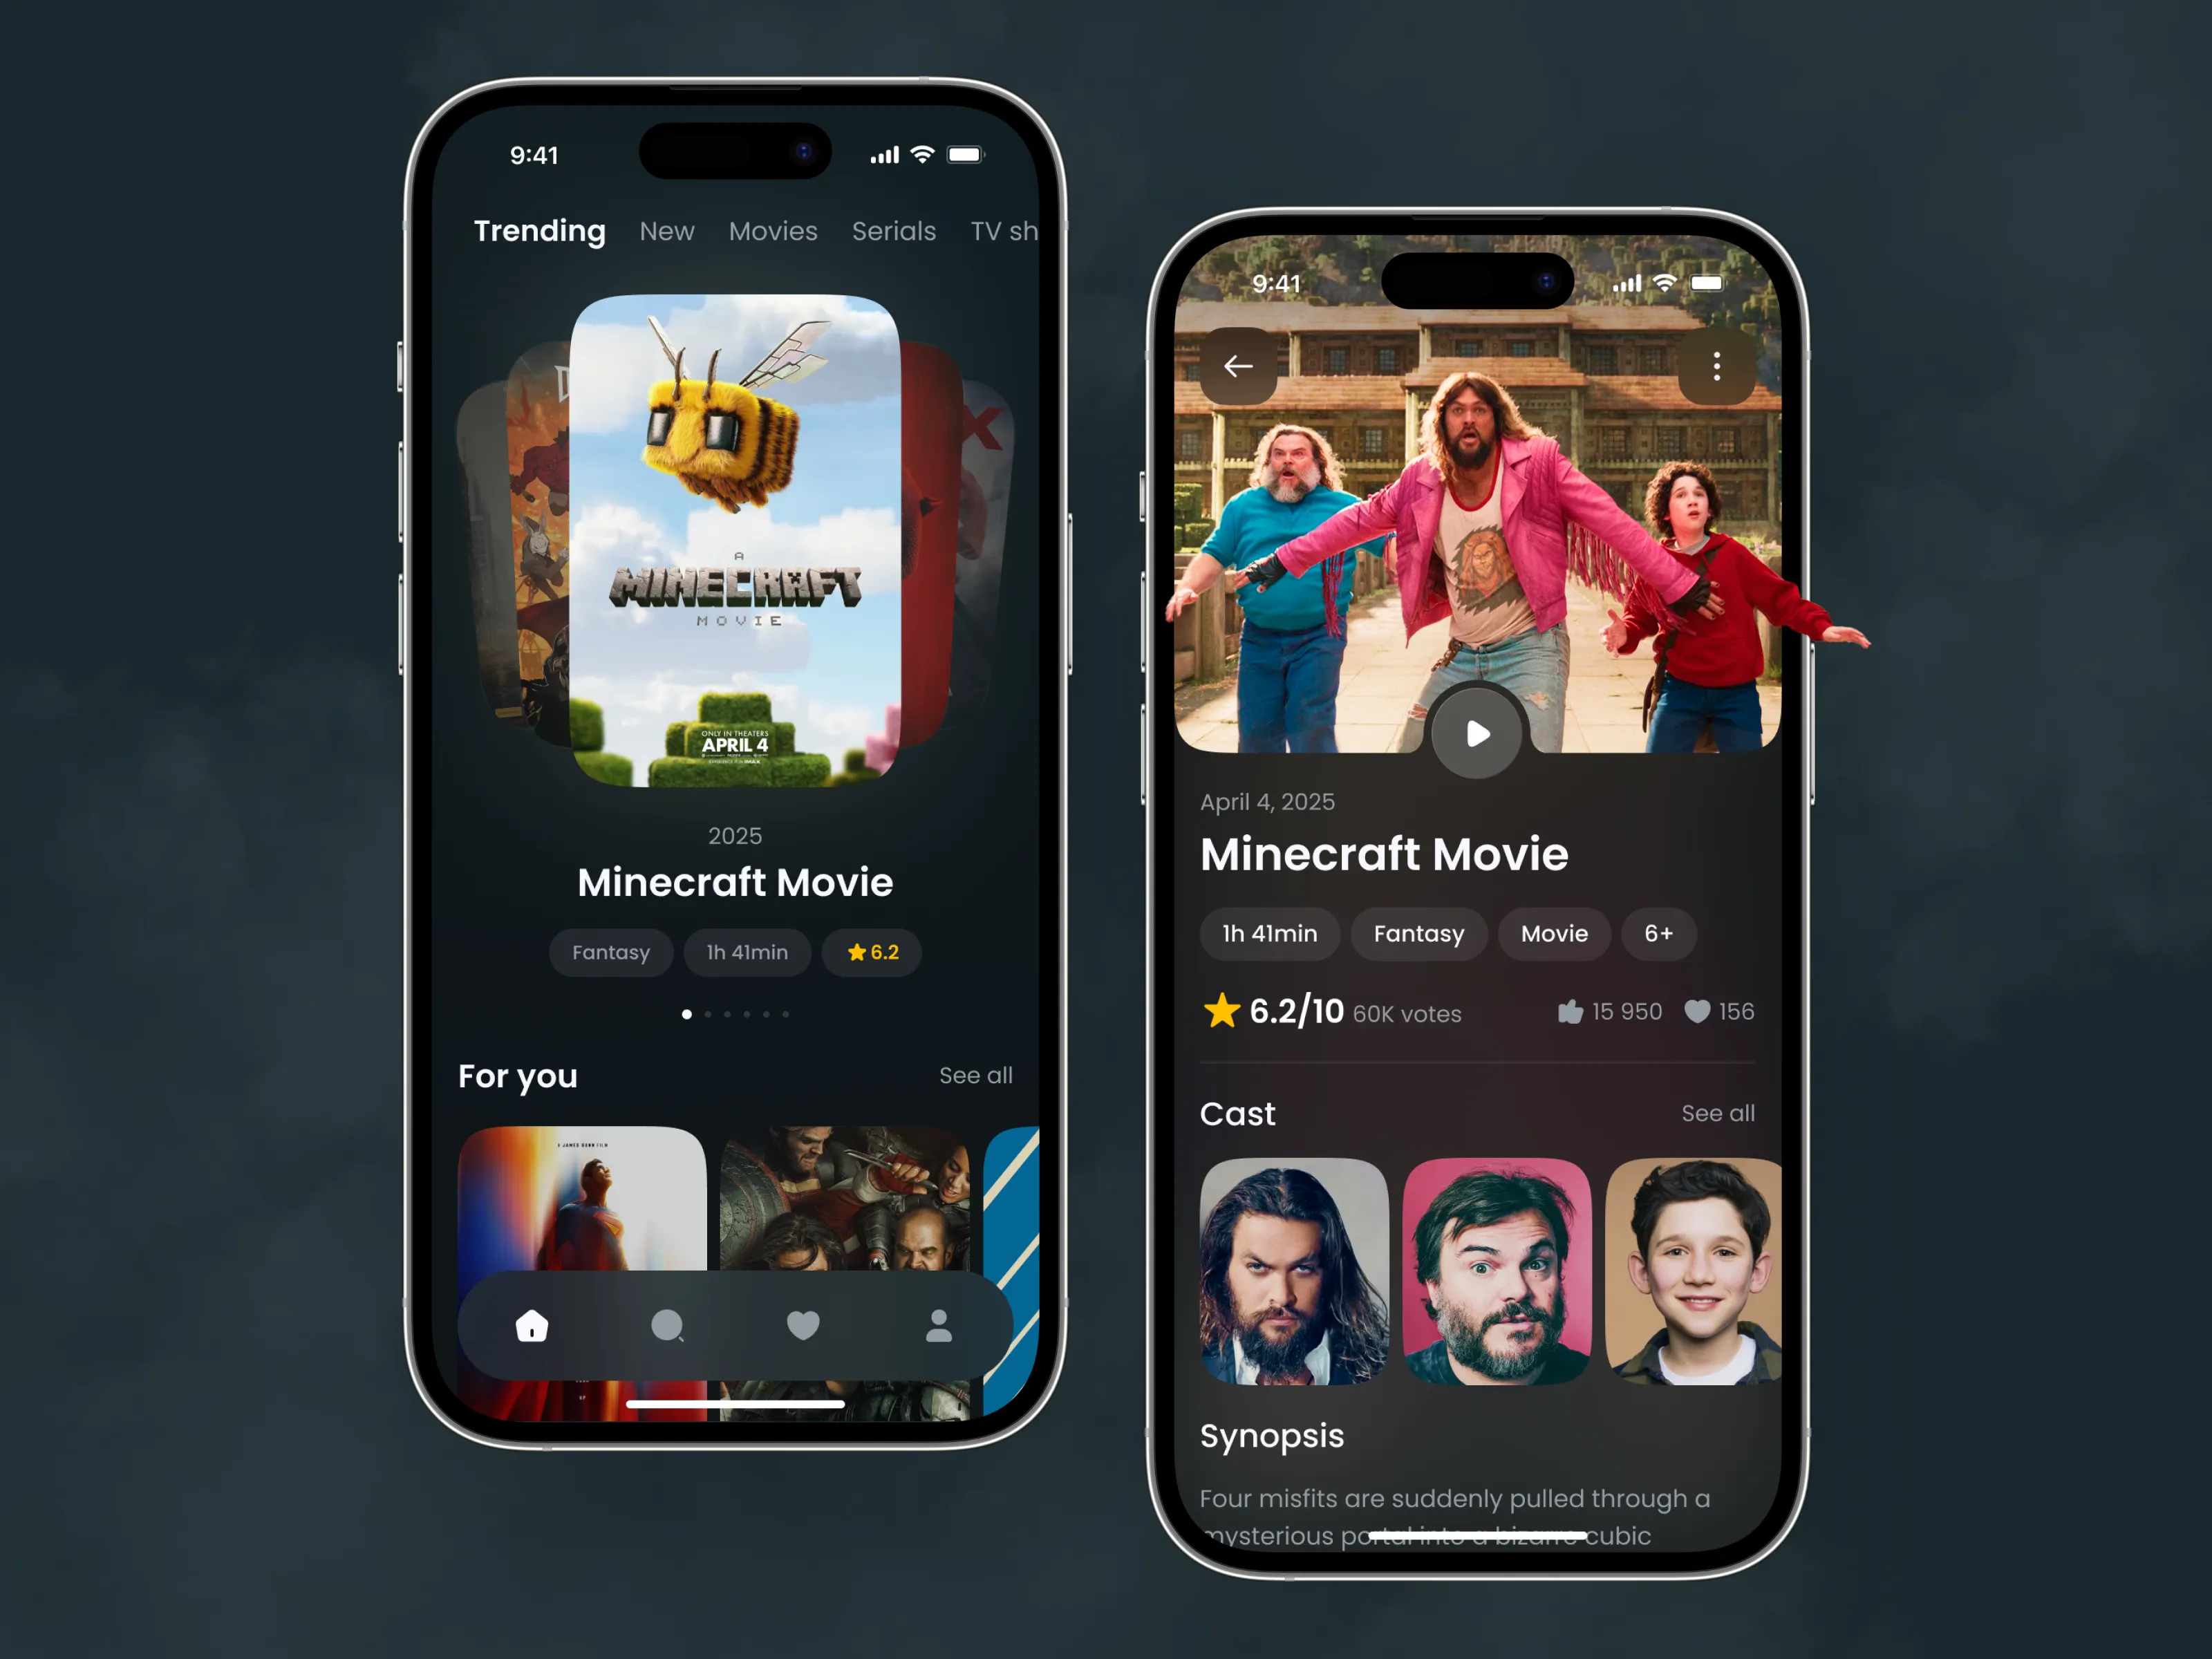 9:41
Trending New Movies Serials TV sh
A
MINECRAFT
MOVIE
ONLY IN THEATERS
APRIL 4
2025
Minecraft Movie
Fantasy 1h 41min 6.2
For you See all
A JAMES GUNN FILM
9:41
April 4, 2025
Minecraft Movie
1h 41min Fantasy Movie 6+
6.2/10 60K votes 15 950 156
Cast See all
Synopsis
Four misfits are suddenly pulled through a
mysterious portal into a bizarre cubic